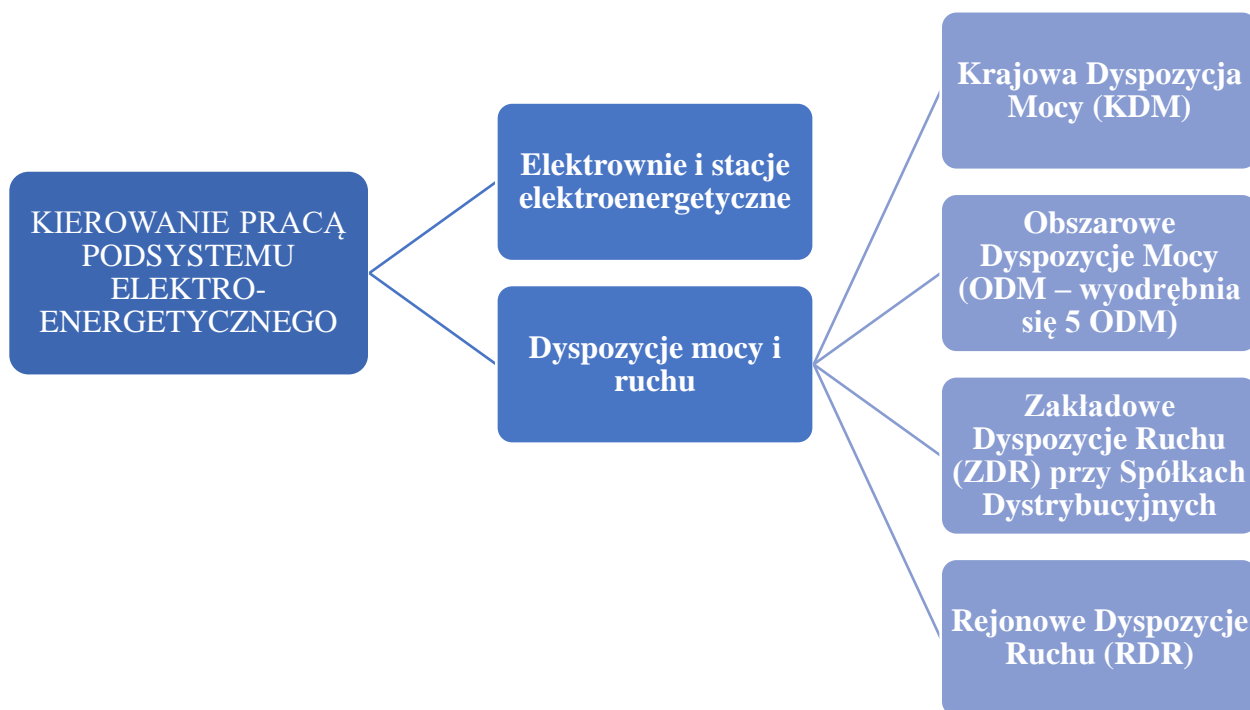 KIEROWANIE PRACĄ
PODSYSTEMU
ELEKTRO-
ENERGETYCZNEGO
Elektrownie i stacje
elektroenergetyczne
Dyspozycje mocy i
ruchu
Krajowa Dyspozycja
Mocy (KDM)
Obszarowe
Dyspozycje Mocy
(ODM – wyodrębnia
się 5 ODM)
Zakładowe
Dyspozycje Ruchu
(ZDR) przy Spółkach
Dystrybucyjnych
Rejonowe Dyspozycje
Ruchu (RDR)